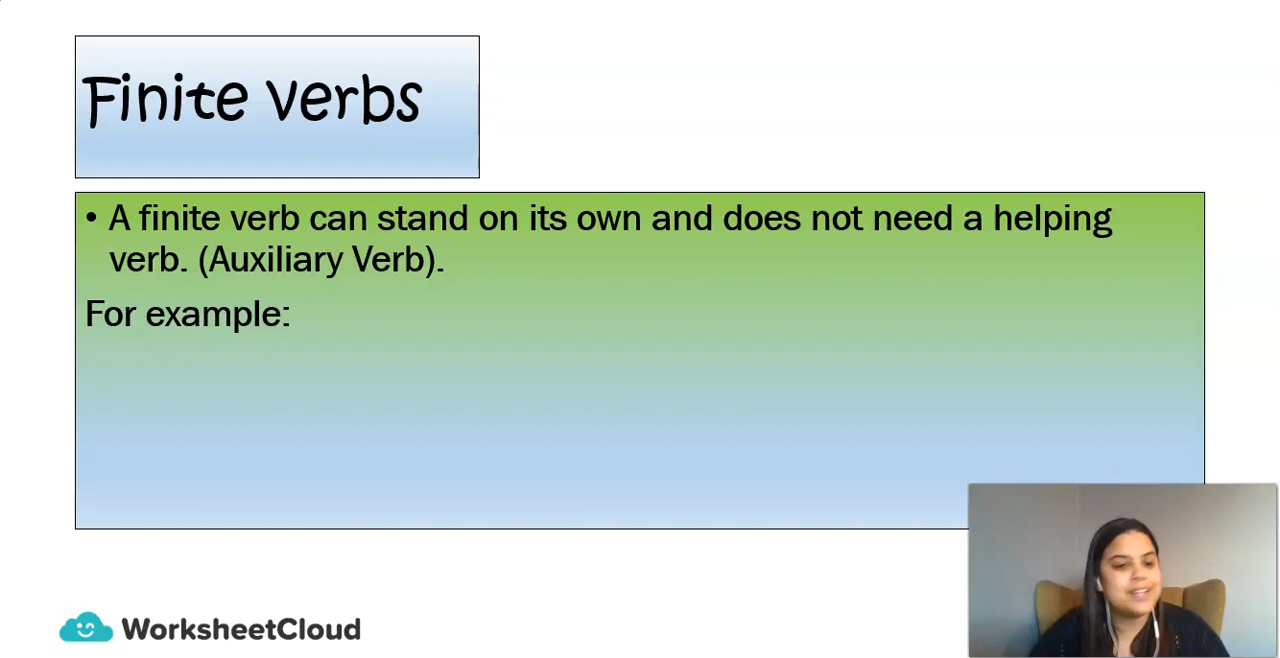 Finite verbs
• A finite verb can stand on its own and does not need a helping
verb. (Auxiliary Verb).
For example:
WorksheetCloud